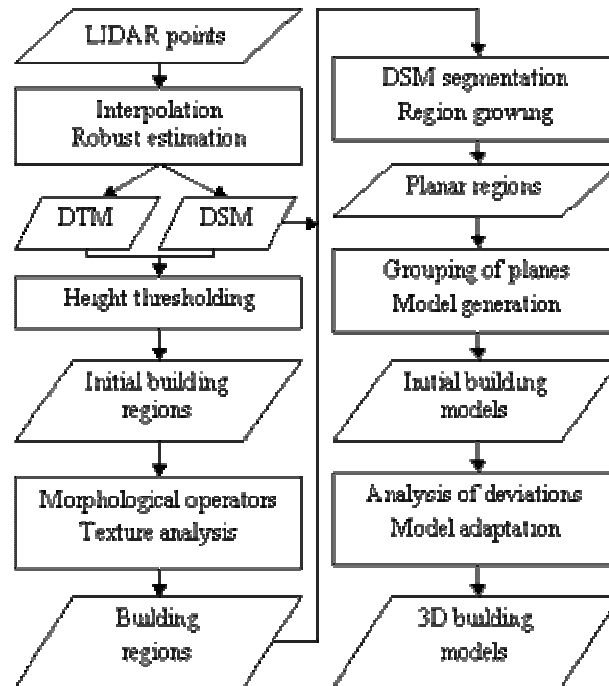 LIDAR points
Interpolation
Robust estimation
DTM
DSM
Height thresholding
Initial building
regions
Morphological operators
Texture analysis
Building
regions
DSM segmentation
Region growing
Planar regions
Grouping of planes
Model generation
Initial building
models
Analysis of deviations
Model adaptation
3D building
models